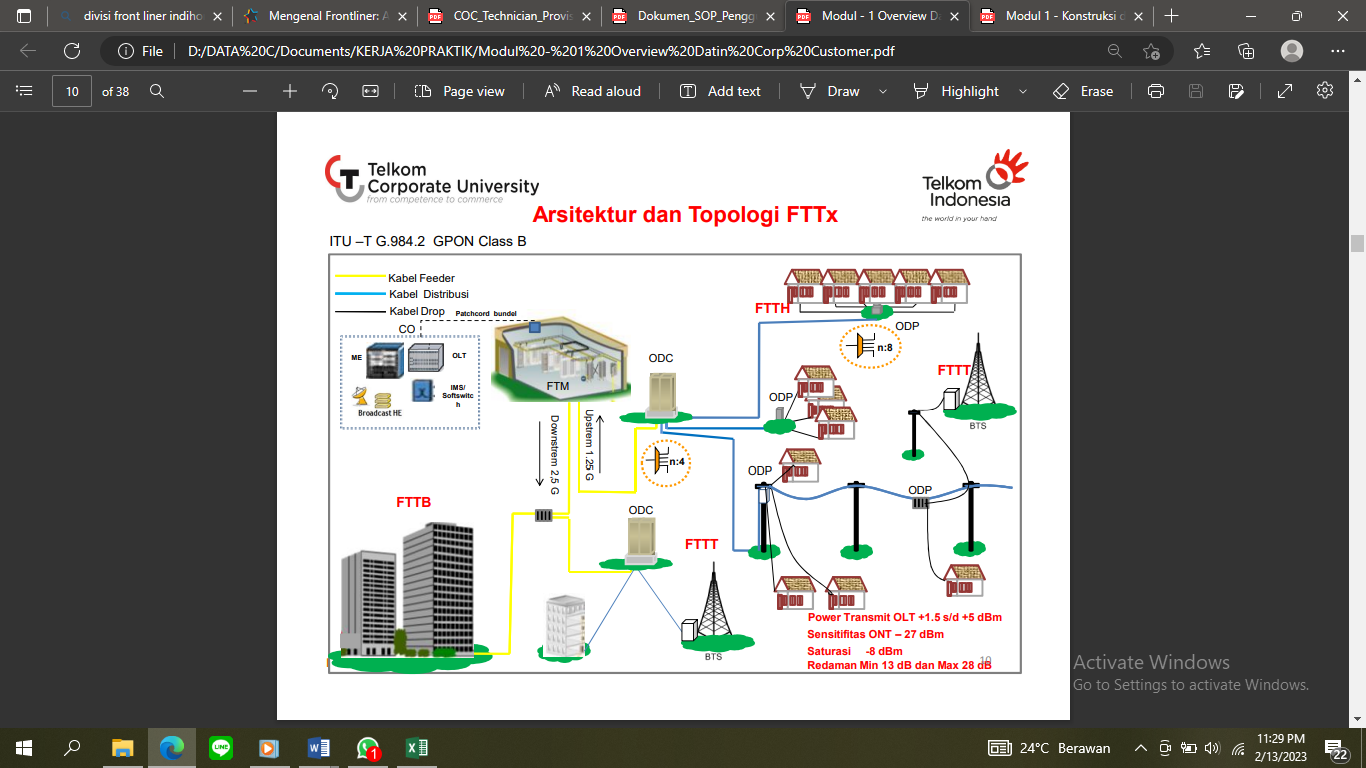 divisi front liner indiho
Mengenal Frontliner: A
COC_Technician_Provis
Dokumen_SOP_Pengg
Modul - 1 Overview Da
Modul 1 - Konstruksi d
File
D:/DATA%20C/Documents/KERJA%20PRAKTIK/Modul%20-%201%20Overview%20Datin%20Corp%20Customer.pdf
10 of 38
Page view
Read aloud
Add text
Draw
Highlight
Erase
Telkom
Corporate University
from competence to commerce
Telkom
Indonesia
the world in your hand
Arsitektur dan Topologi FTTx
ITU –T G.984.2 GPON Class B
Kabel Feeder
Kabel Distribusi
Kabel Drop
Patchcord bundel
CO
ME
OLT
IMS/
Softswitc
h
Broadcast HE
FTM
ODC
Downstrem 2,5 G
Upstrem 1.25 G
n:4
FTTH
ODP
n:8
ODP
FTTT
BTS
ODP
ODP
FTTB
ODC
FTTT
BTS
Power Transmit OLT +1.5 s/d +5 dBm
Sensitifitas ONT – 27 dBm
Saturasi -8 dBm
Redaman Min 13 dB dan Max 28 dB
10
Activate Windows
Go to Settings to activate Windows.
LINE
1
24°C Berawan
11:29 PM
2/13/2023
22